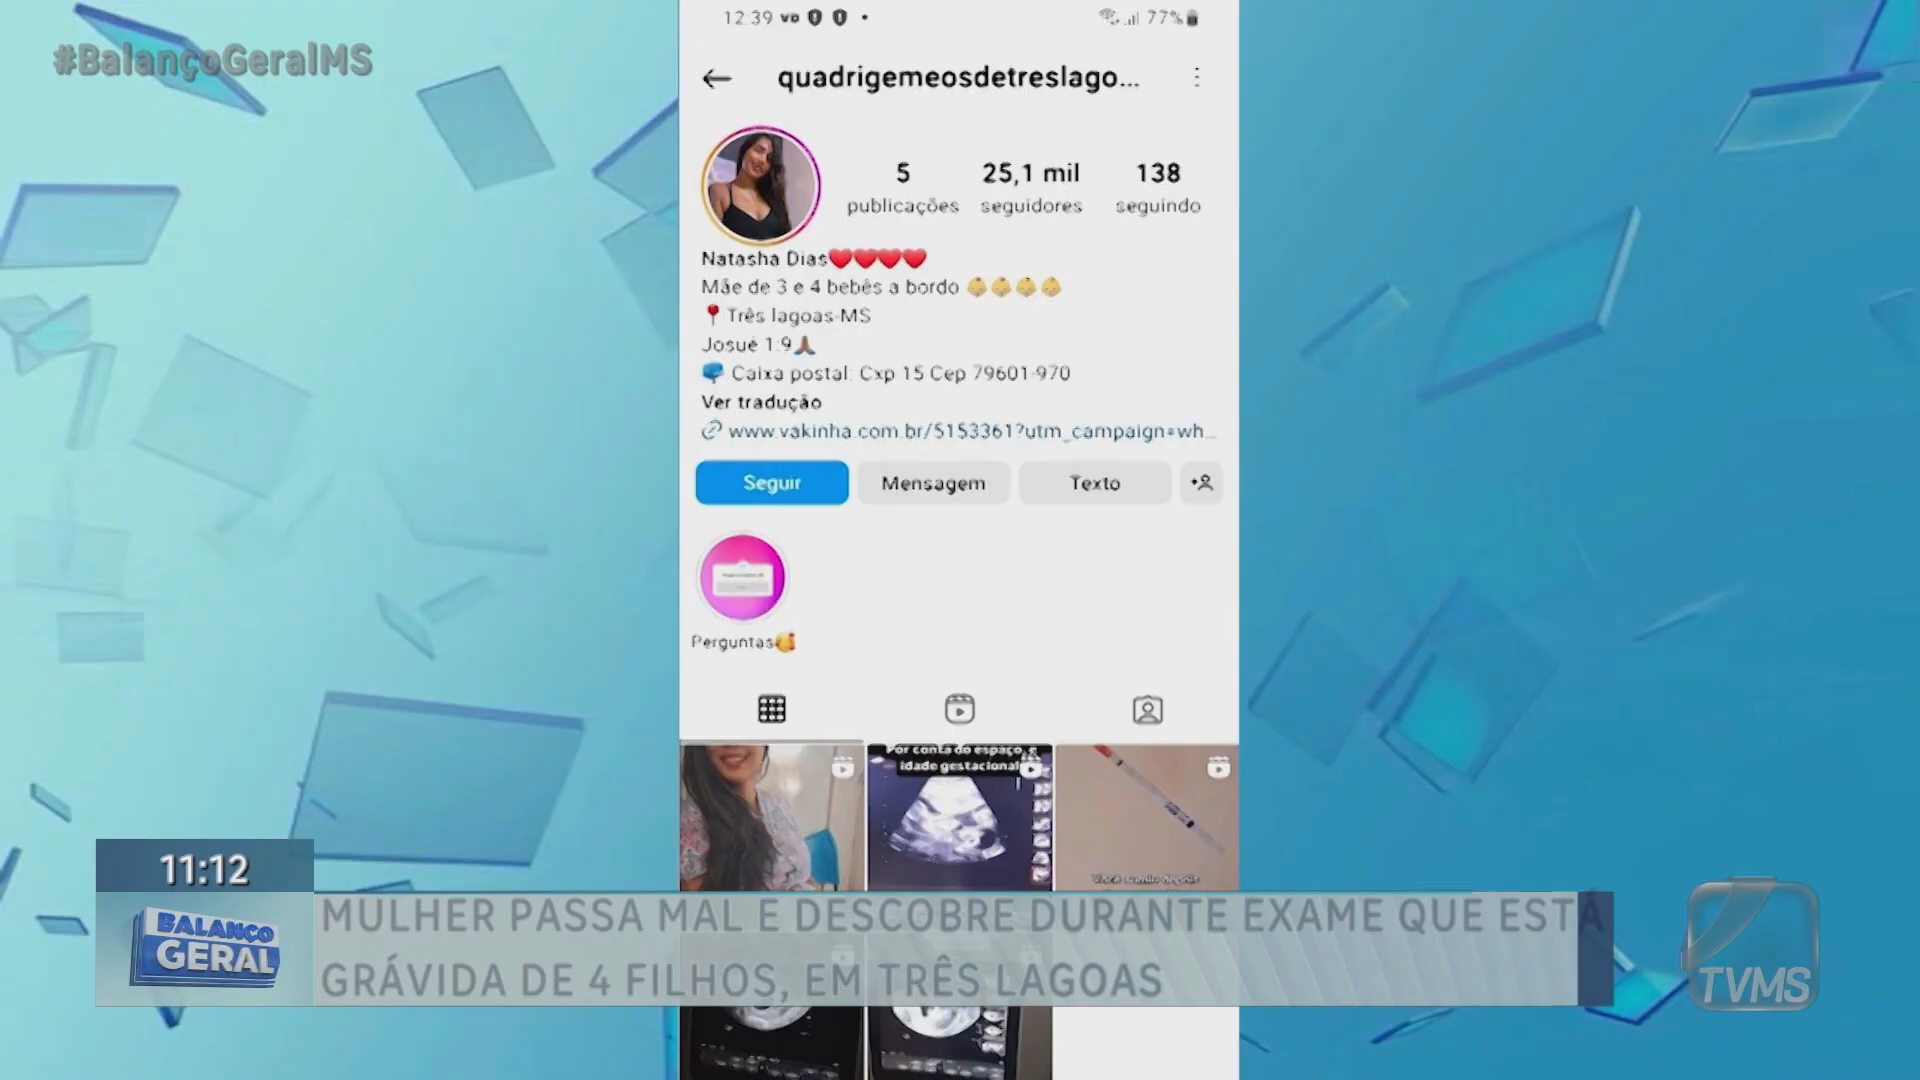 #BalançoGeralMS
12:39
77%
quadrigemeosdetreslago...
5
25,1 mil
138
publicações
seguidores
seguindo
Natasha Dias❤️❤️❤️❤️
Mãe de 3 e 4 bebês a bordo 👶👶👶👶
📍Três lagoas-MS
Josué 1:9🙏🏾
📪 Caixa postal: Cxp 15 Cep 79601-970
Ver tradução
www.vakinha.com.br/5153361?utm_campaign=wh...
Seguir
Mensagem
Texto
Perguntas🥰
Por conta do espaço, e
idade gestacional
11:12
BALANÇO
GERAL
MULHER PASSA MAL E DESCOBRE DURANTE EXAME QUE ESTÁ
GRÁVIDA DE 4 FILHOS, EM TRÊS LAGOAS
TVMS